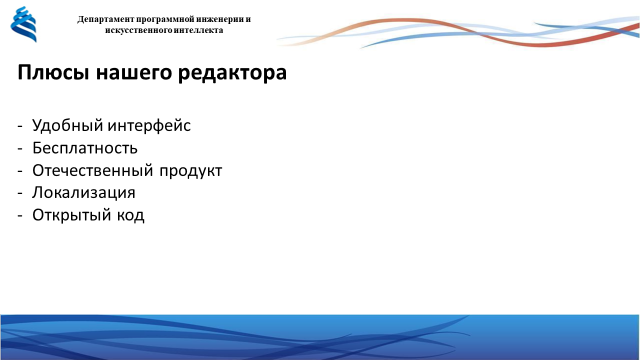 Департамент программной инженерии и
искусственного интеллекта
Плюсы нашего редактора
- Удобный интерфейс
- Бесплатность
- Отечественный продукт
- Локализация
- Открытый код